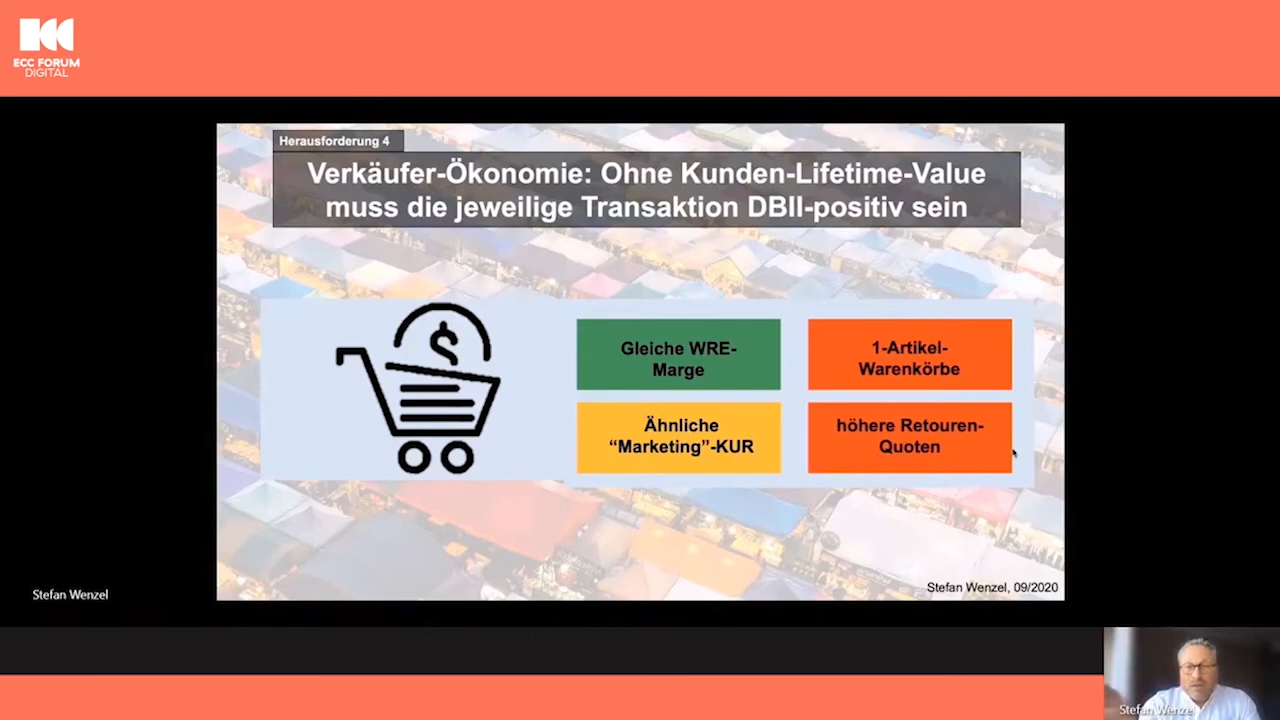 ECC FORUM
DIGITAL
Herausforderung 4
Verkäufer-Ökonomie: Ohne Kunden-Lifetime-Value
muss die jeweilige Transaktion DBII-positiv sein
$
Gleiche WRE-
Marge
1-Artikel-
Warenkörbe
Ähnliche
“Marketing”-KUR
höhere Retouren-
Quoten
Stefan Wenzel, 09/2020
Stefan Wenzel
Stefan Wenzel